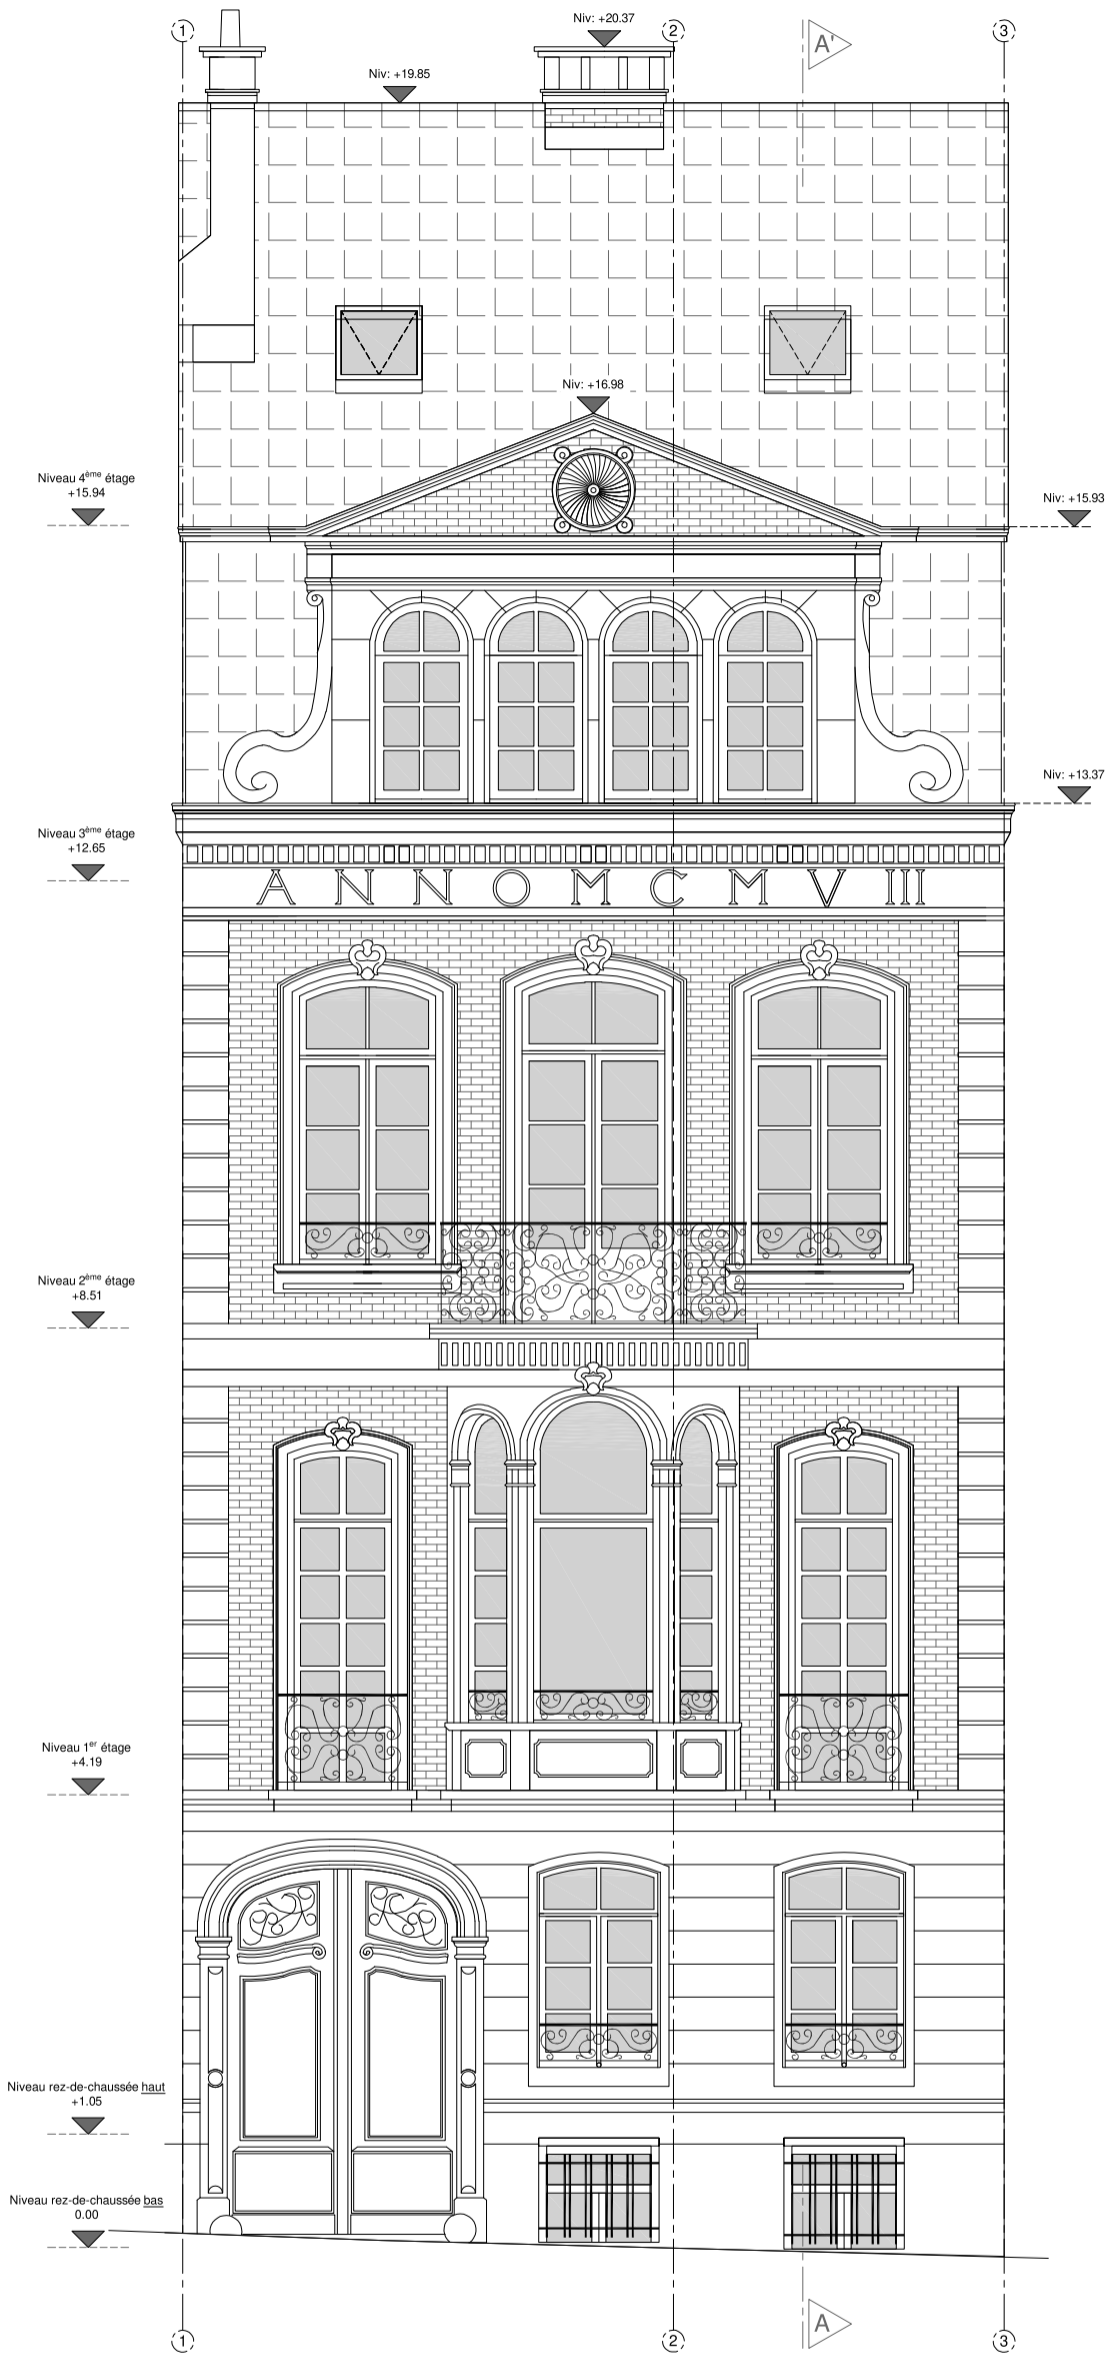 1
2
3
A'
Niv: +20.37
Niv: +19.85
Niv: +16.98
Niveau 4ème étage
+15.94
Niv: +15.93
Niv: +13.37
Niveau 3ème étage
+12.65
ANNOMCMVIII
Niveau 2ème étage
+8.51
Niveau 1er étage
+4.19
Niveau rez-de-chaussée haut
+1.05
Niveau rez-de-chaussée bas
0.00
A
1
2
3